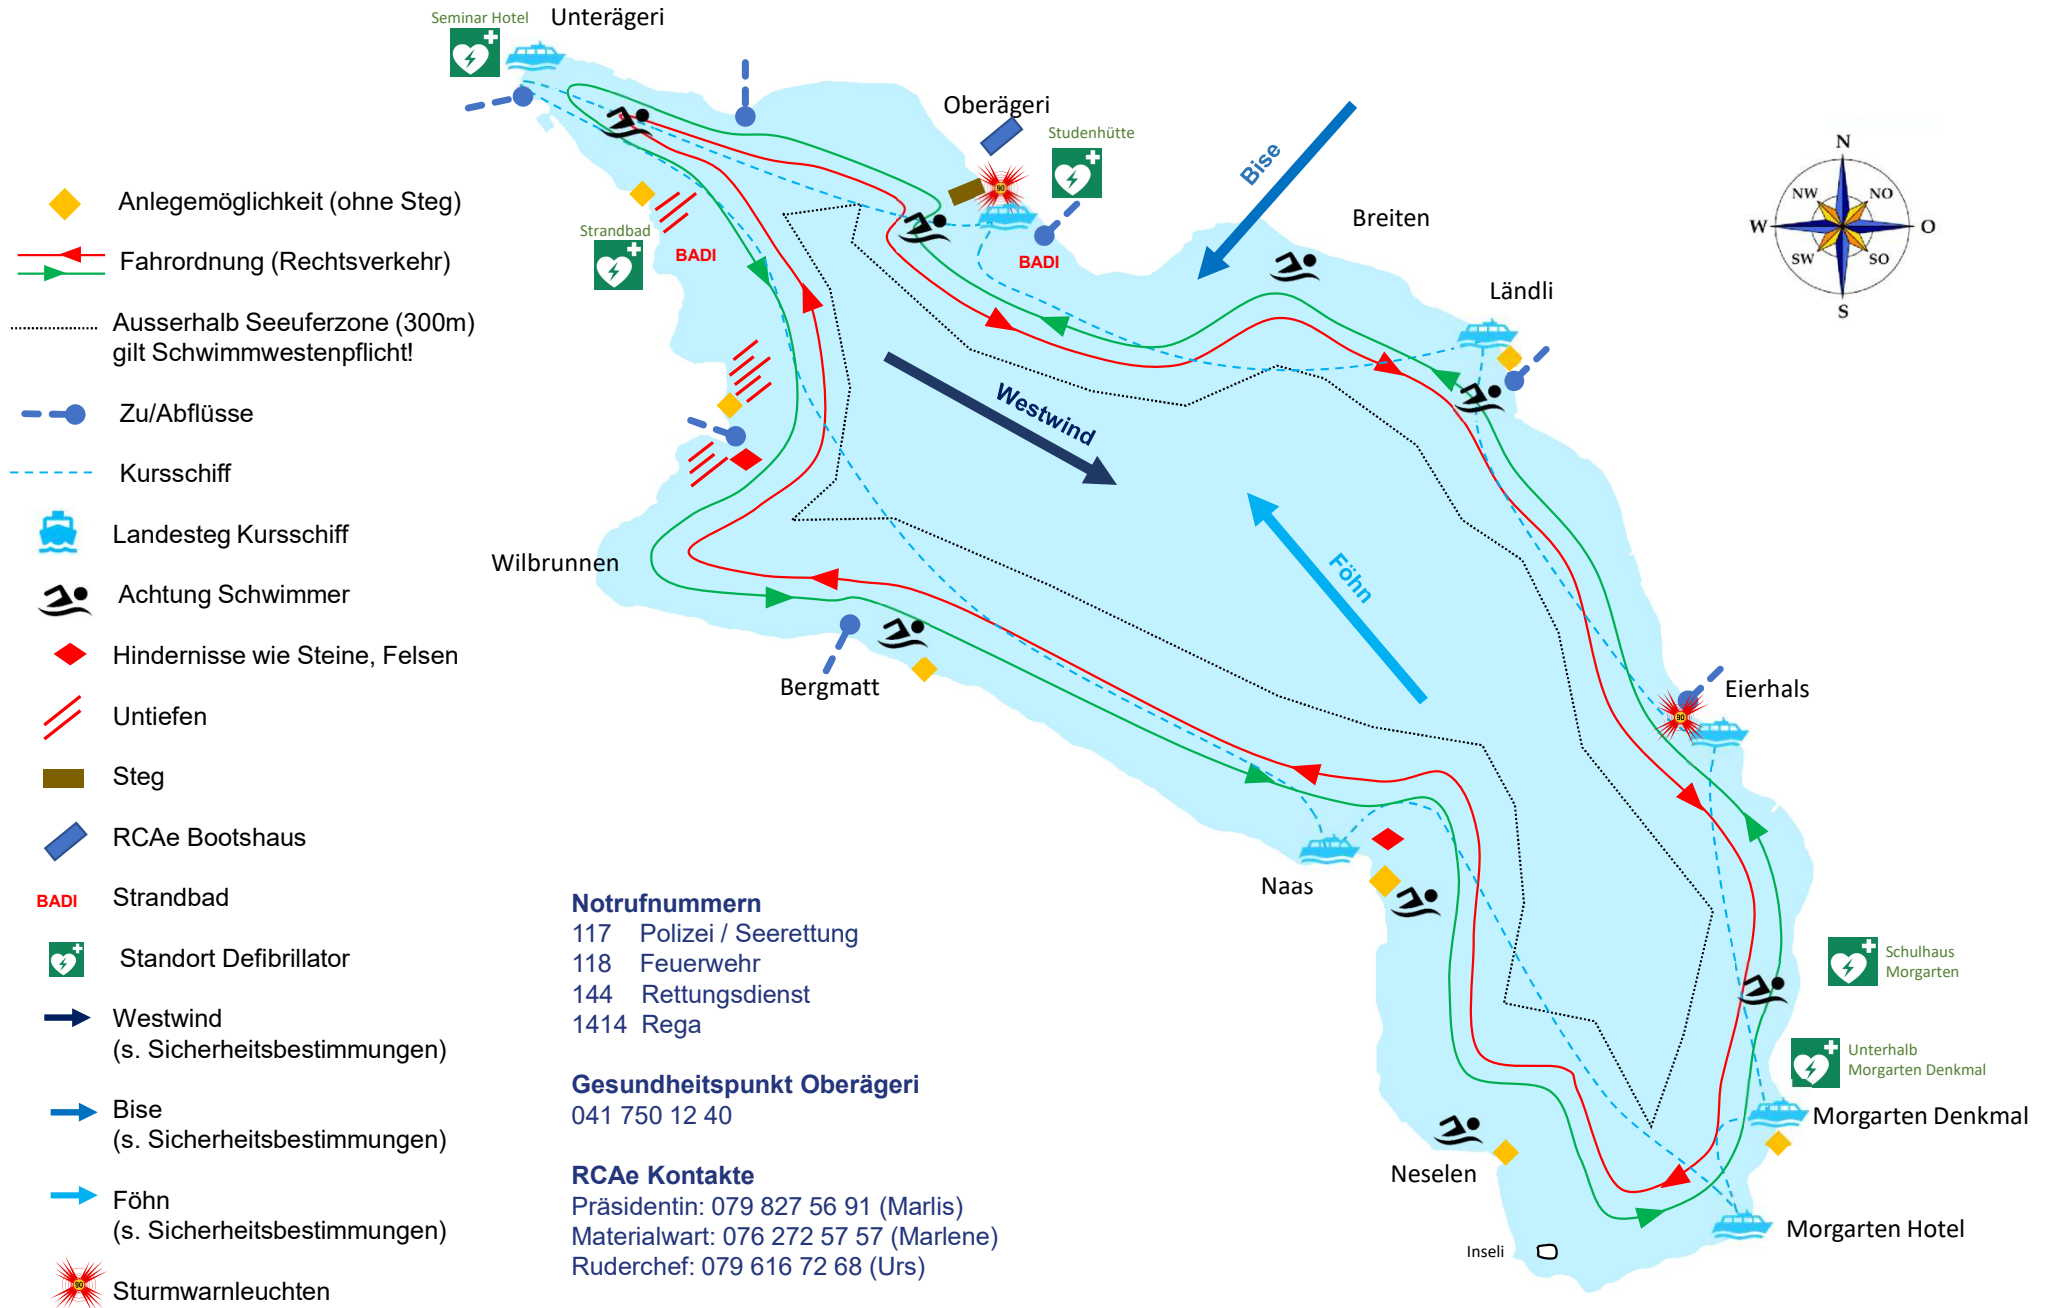 Seminar Hotel
Unterägeri
Oberägeri
Studenhütte
Bise
Breiten
Ländli
N
NW
NO
W
O
SW
SO
S
Strandbad
BADI
BADI
90
Westwind
Föhn
Wilbrunnen
Bergmatt
Eierhals
90
Naas
Schulhaus
Morgarten
Unterhalb
Morgarten Denkmal
Morgarten Denkmal
Neselen
Morgarten Hotel
Inseli
Anlegemöglichkeit (ohne Steg)
Fahrordnung (Rechtsverkehr)
Ausserhalb Seeuferzone (300m)
gilt Schwimmwestenpflicht!
Zu/Abflüsse
Kursschiff
Landesteg Kursschiff
Achtung Schwimmer
Hindernisse wie Steine, Felsen
Untiefen
Steg
RCAe Bootshaus
BADI Strandbad
Standort Defibrillator
Westwind
(s. Sicherheitsbestimmungen)
Bise
(s. Sicherheitsbestimmungen)
Föhn
(s. Sicherheitsbestimmungen)
90 Sturmwarnleuchten
Notrufnummern
117 Polizei / Seerettung
118 Feuerwehr
144 Rettungsdienst
1414 Rega
Gesundheitspunkt Oberägeri
041 750 12 40
RCAe Kontakte
Präsidentin: 079 827 56 91 (Marlis)
Materialwart: 076 272 57 57 (Marlene)
Ruderchef: 079 616 72 68 (Urs)